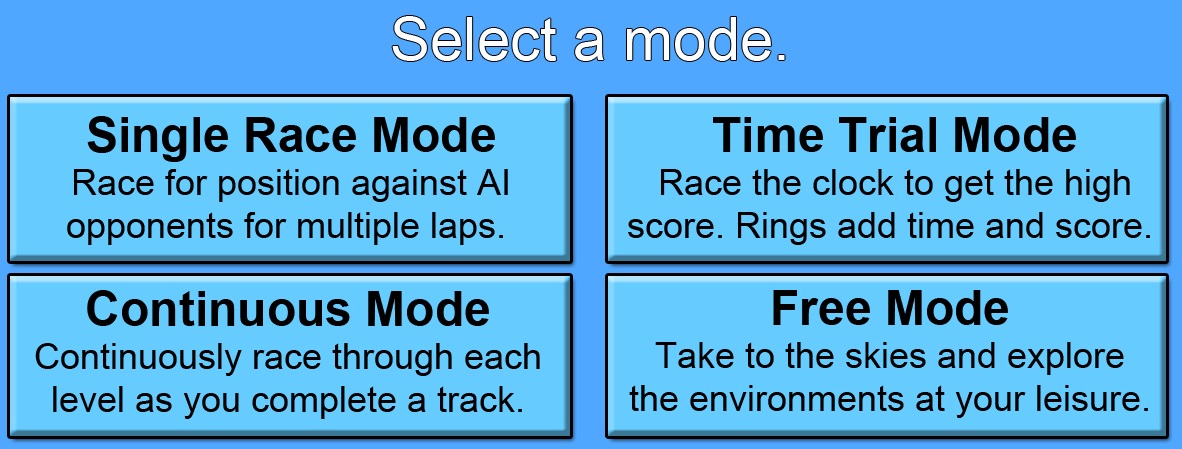 Select a mode.
Single Race Mode
Race for position against AI
opponents for multiple laps.
Time Trial Mode
Race the clock to get the high
score. Rings add time and score.
Continuous Mode
Continuously race through each
level as you complete a track.
Free Mode
Take to the skies and explore
the environments at your leisure.